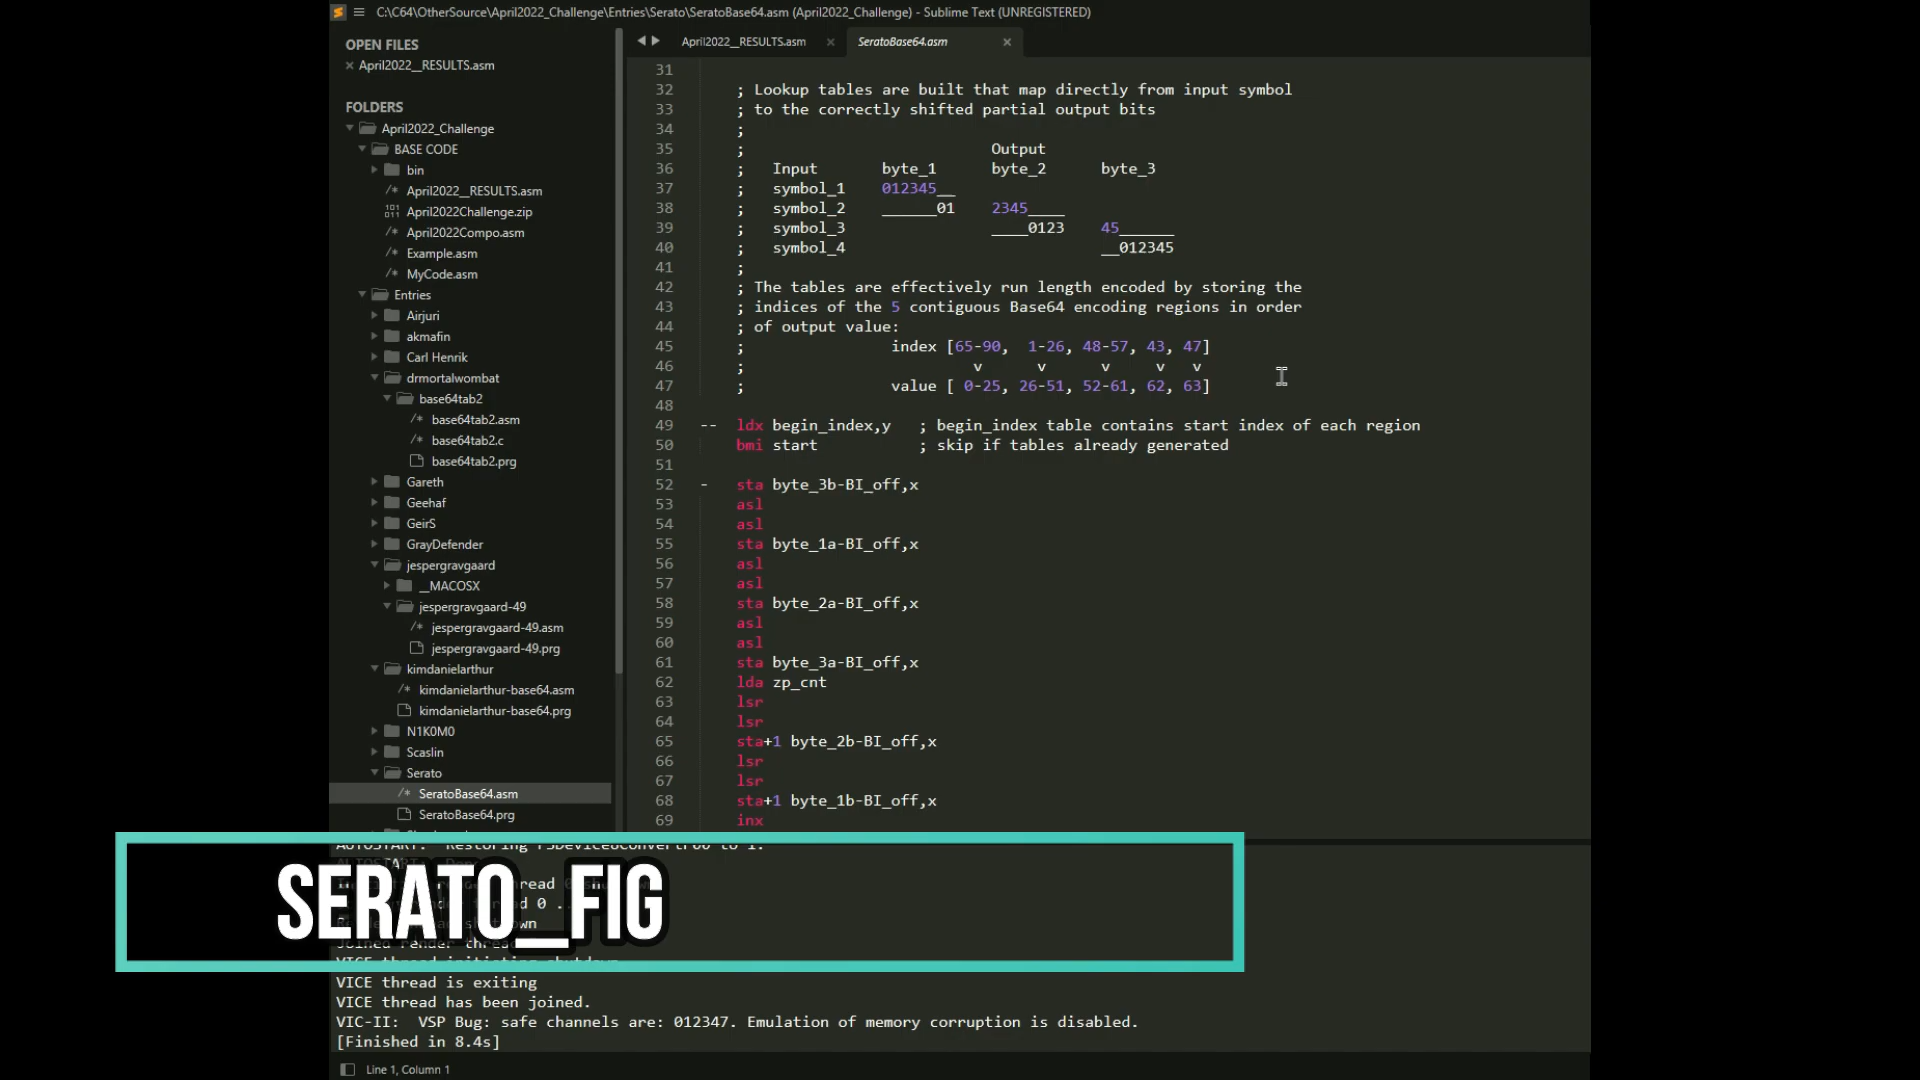 C:\C64\OtherSource\April2022_Challenge\Entries\Serato\SeratoBase64.asm (April2022_Challenge) - Sublime Text (UNREGISTERED)
OPEN FILES
April2022__RESULTS.asm
FOLDERS
April2022_Challenge
BASE CODE
bin
/* April2022__RESULTS.asm
April2022Challenge.zip
/* April2022Compo.asm
/* Example.asm
/* MyCode.asm
Entries
Airjuri
akmafin
Carl Henrik
drmortalwombat
base64tab2
/* base64tab2.asm
/* base64tab2.c
base64tab2.prg
Gareth
Geehaf
GeirS
GrayDefender
jespergravgaard
__MACOSX
jespergravgaard-49
/* jespergravgaard-49.asm
jespergravgaard-49.prg
kimdanielarthur
/* kimdanielarthur-base64.asm
kimdanielarthur-base64.prg
N1K0M0
Scaslin
Serato
/* SeratoBase64.asm
SeratoBase64.prg
April2022__RESULTS.asm
SeratoBase64.asm
31
32 ; Lookup tables are built that map directly from input symbol
33 ; to the correctly shifted partial output bits
34 ;
35 ; Output
36 ; Input byte_1 byte_2 byte_3
37 ; symbol_1 012345__
38 ; symbol_2 ______01 2345____
39 ; symbol_3 ____0123 45______
40 ; symbol_4 __012345
41 ;
42 ; The tables are effectively run length encoded by storing the
43 ; indices of the 5 contiguous Base64 encoding regions in order
44 ; of output value:
45 ; index [65-90, 1-26, 48-57, 43, 47]
46 ; v v v v v
47 ; value [ 0-25, 26-51, 52-61, 62, 63]
48
49 -- ldx begin_index,y ; begin_index table contains start index of each region
50 bmi start ; skip if tables already generated
51
52 - sta byte_3b-BI_off,x
53 asl
54 asl
55 sta byte_1a-BI_off,x
56 asl
57 asl
58 sta byte_2a-BI_off,x
59 asl
60 asl
61 sta byte_3a-BI_off,x
62 lda zp_cnt
63 lsr
64 lsr
65 sta+1 byte_2b-BI_off,x
66 lsr
67 lsr
68 sta+1 byte_1b-BI_off,x
69 inx
SERATO_FIG
VICE thread is exiting
VICE thread has been joined.
VIC-II: VSP Bug: safe channels are: 012347. Emulation of memory corruption is disabled.
[Finished in 8.4s]
Line 1, Column 1